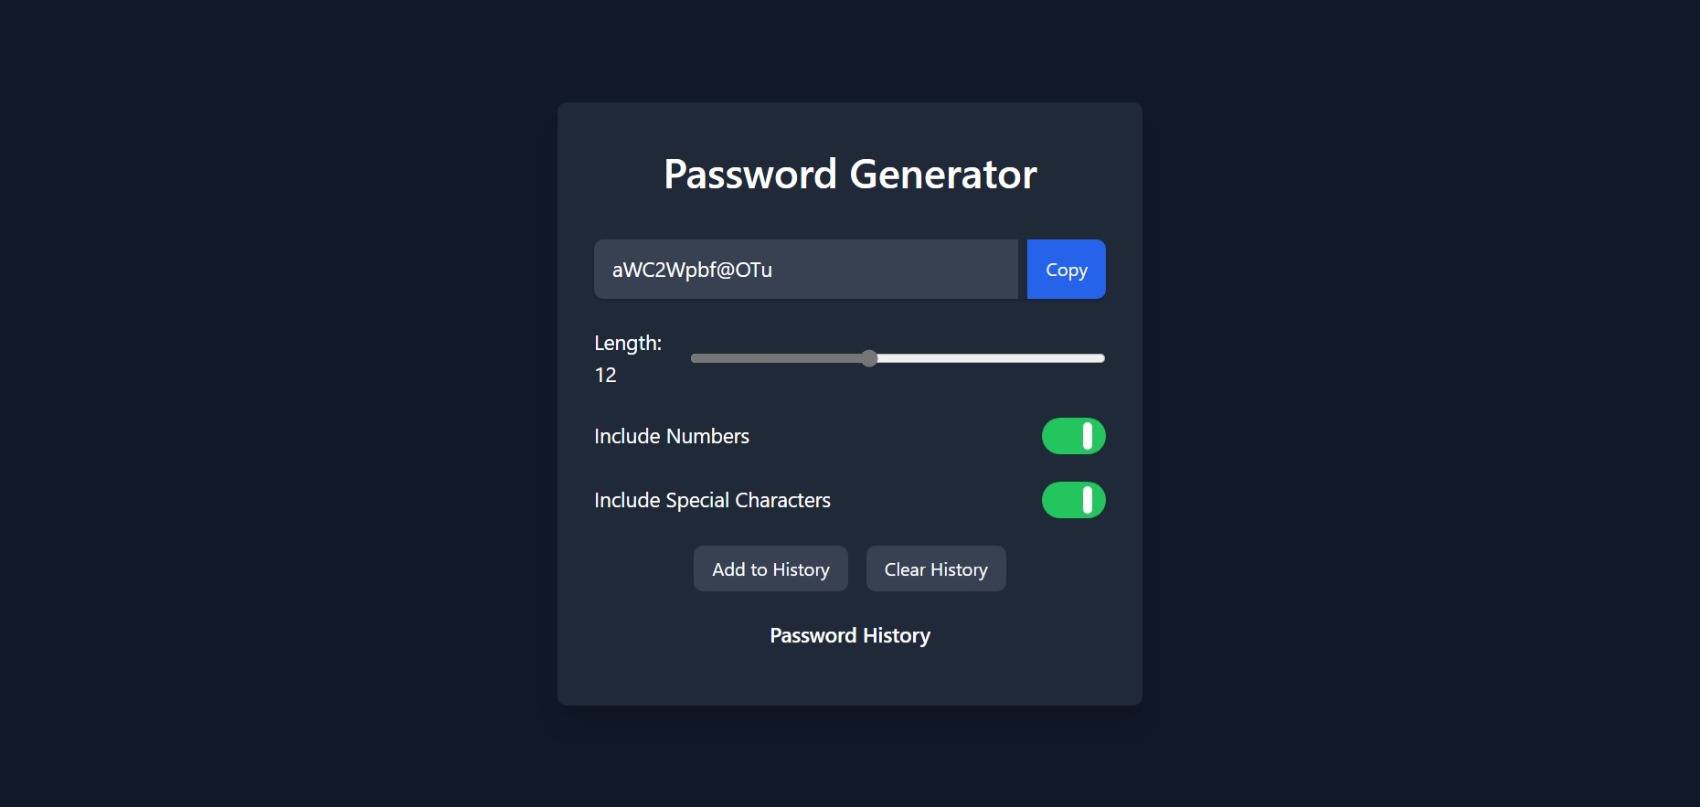 Password Generator
aWC2Wpbf@OTu
Copy
Length:
12
Include Numbers
Include Special Characters
Add to History
Clear History
Password History